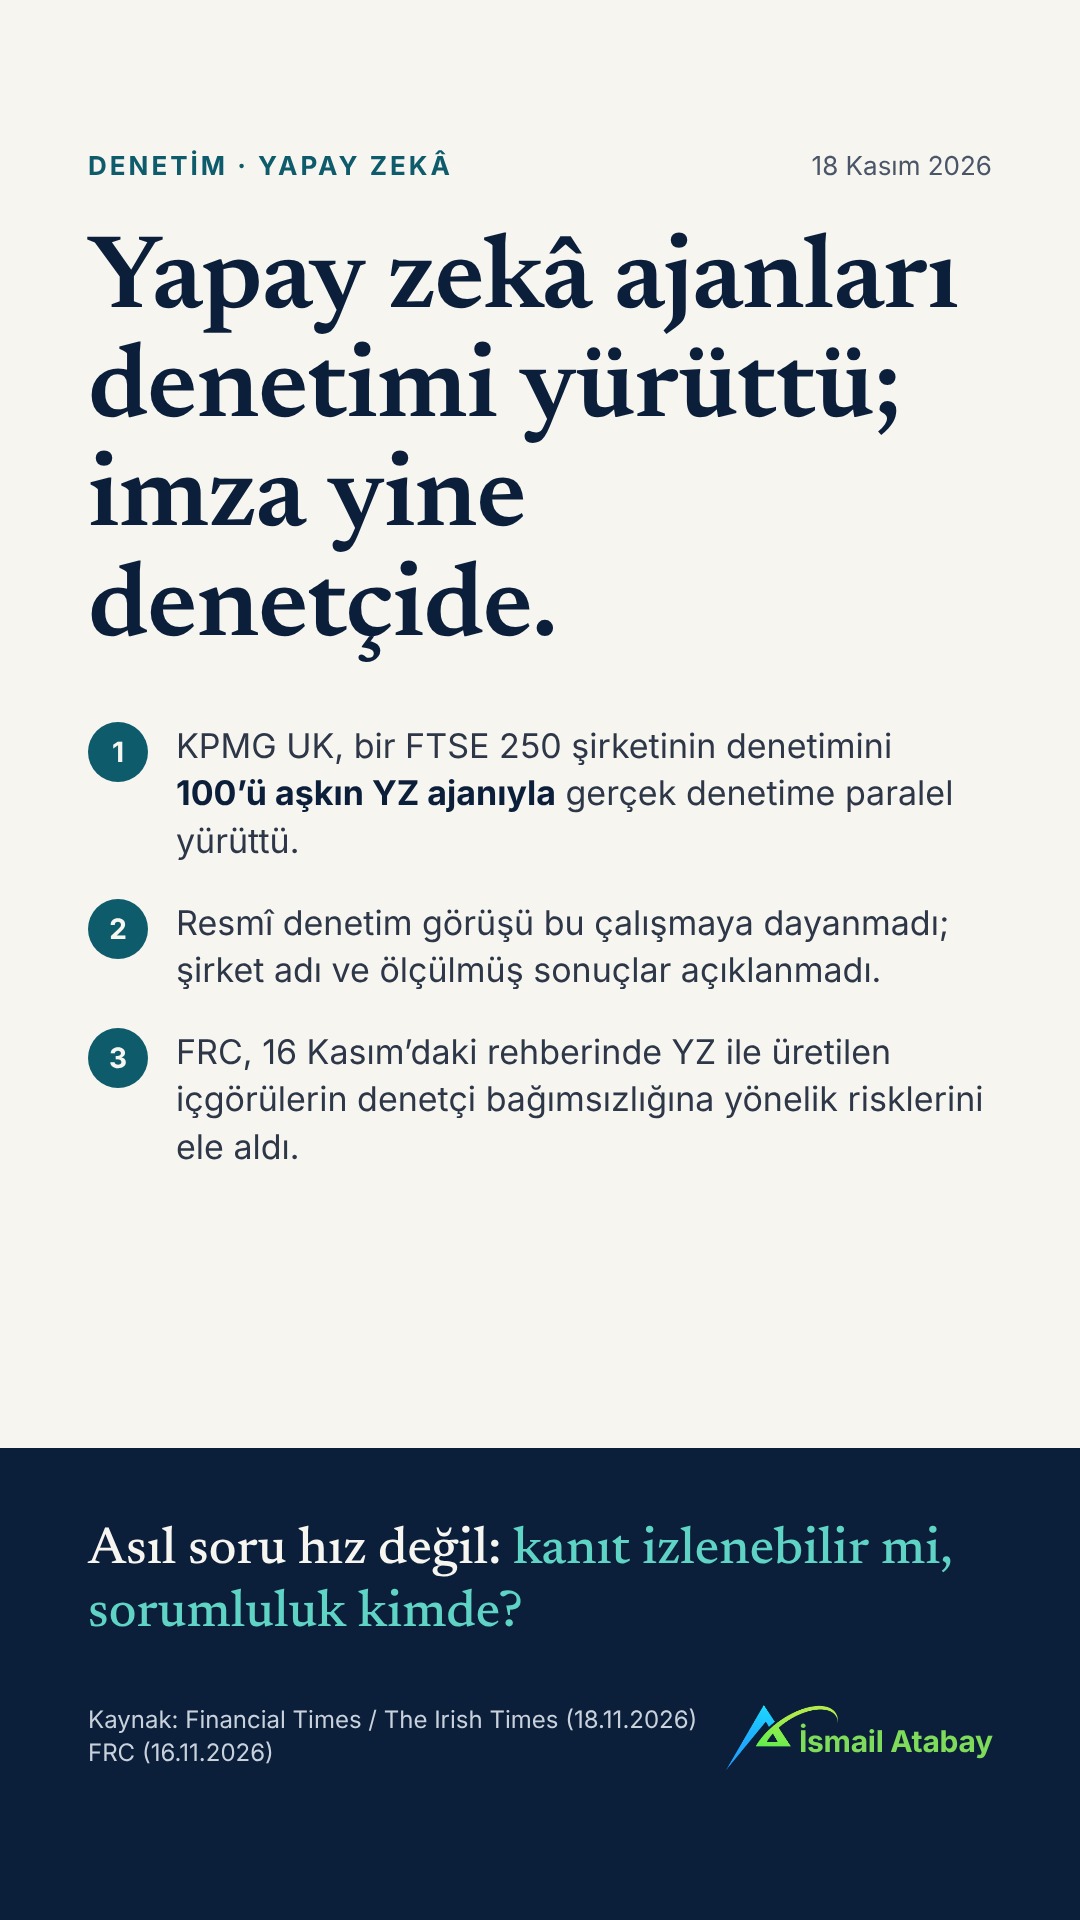 DENETİM · YAPAY ZEKÂ
18 Kasım 2026
Yapay zekâ ajanları
denetimi yürüttü;
imza yine
denetçide.
1
KPMG UK, bir FTSE 250 şirketinin denetimini
100’ü aşkın YZ ajanıyla gerçek denetime paralel
yürüttü.
2
Resmî denetim görüşü bu çalışmaya dayanmadı;
şirket adı ve ölçülmüş sonuçlar açıklanmadı.
3
FRC, 16 Kasım’daki rehberinde YZ ile üretilen
içgörülerin denetçi bağımsızlığına yönelik risklerini
ele aldı.
Asıl soru hız değil: kanıt izlenebilir mi,
sorumluluk kimde?
Kaynak: Financial Times / The Irish Times (18.11.2026)
FRC (16.11.2026)
İsmail Atabay